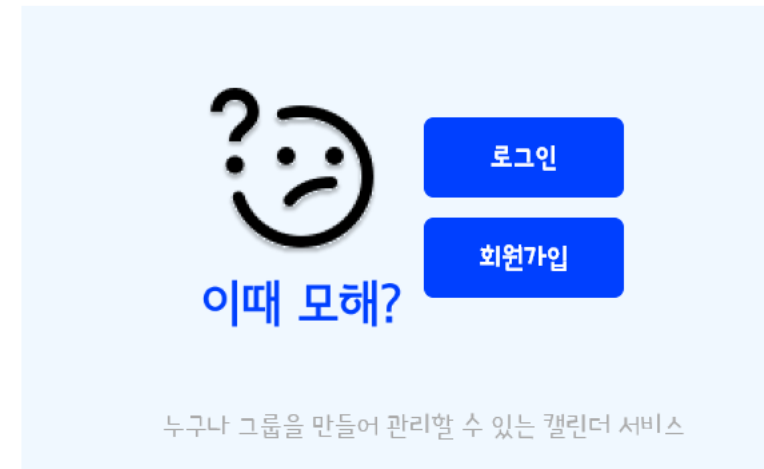 ?
로그인
회원가입
이때 모해?
누구나 그룹을 만들어 관리할 수 있는 캘린더 서비스